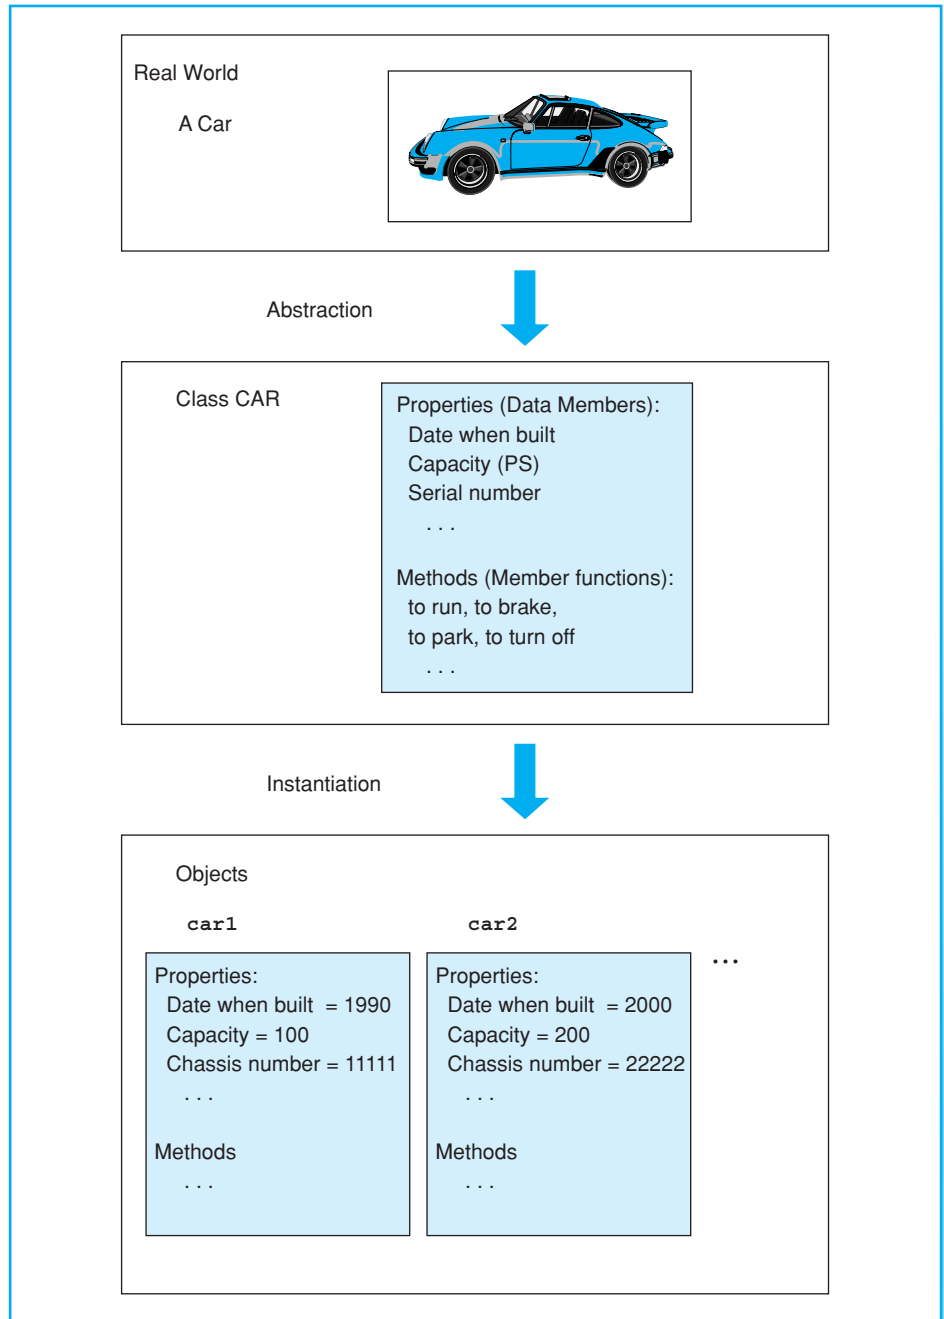 Real World
A Car
Abstraction
Class CAR
Properties (Data Members):
Date when built
Capacity (PS)
Serial number
. . .
Methods (Member functions):
to run, to brake,
to park, to turn off
. . .
Instantiation
Objects
car1
Properties:
Date when built = 1990
Capacity = 100
Chassis number = 11111
. . .
Methods
. . .
car2
Properties:
Date when built = 2000
Capacity = 200
Chassis number = 22222
. . .
Methods
. . .
...